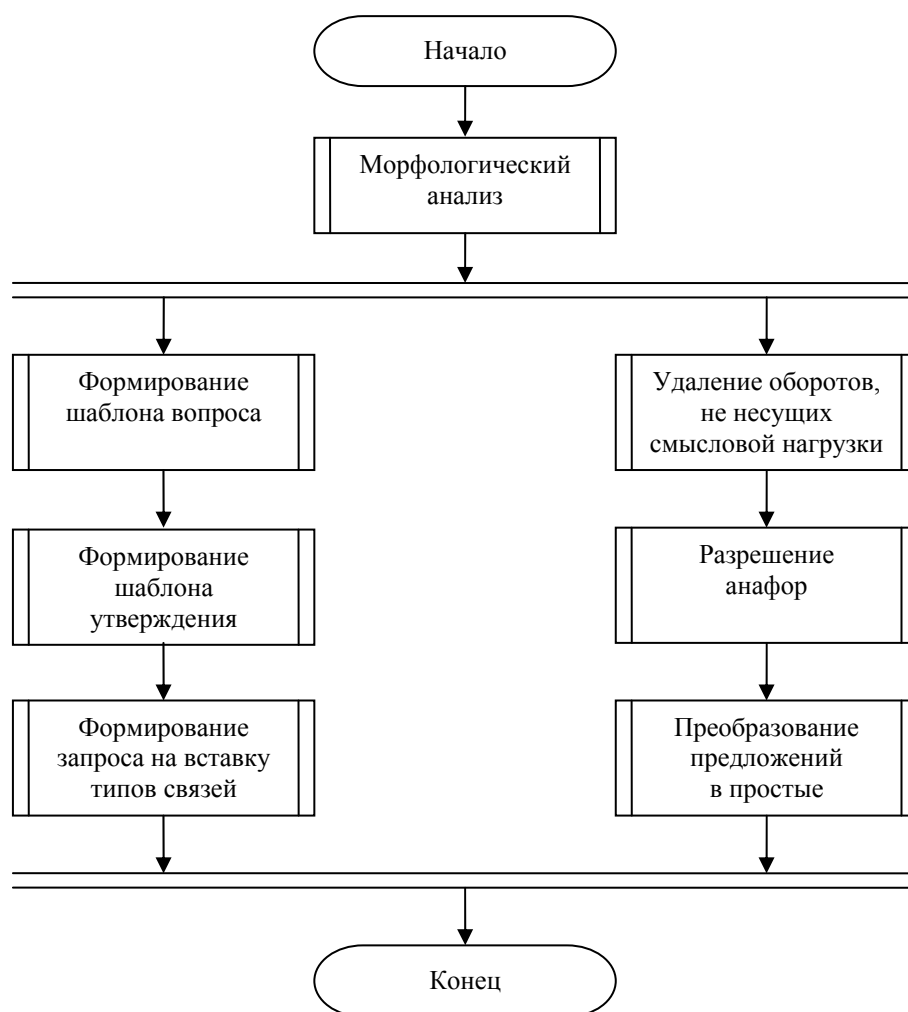 Начало
Морфологический
анализ
Формирование
шаблона вопроса
Удаление оборотов,
не несущих
смысловой нагрузки
Формирование
шаблона
утверждения
Разрешение
анафор
Формирование
запроса на вставку
типов связей
Преобразование
предложений
в простые
Конец